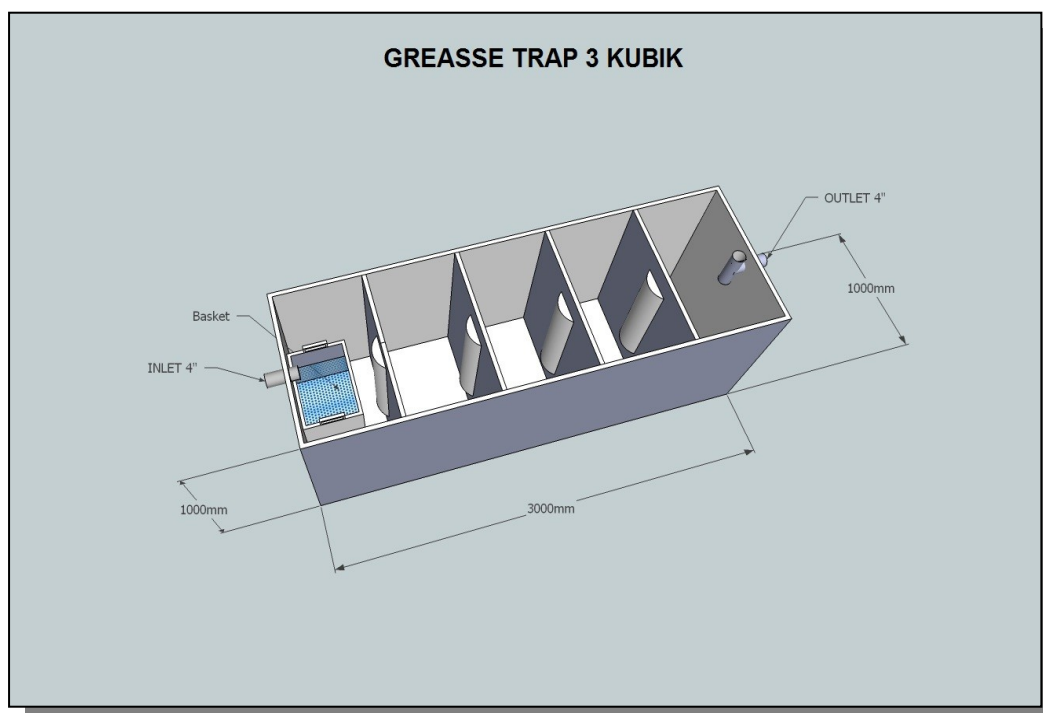 GREASSE TRAP 3 KUBIK
OUTLET 4"
1000mm
Basket
INLET 4"
1000mm
3000mm